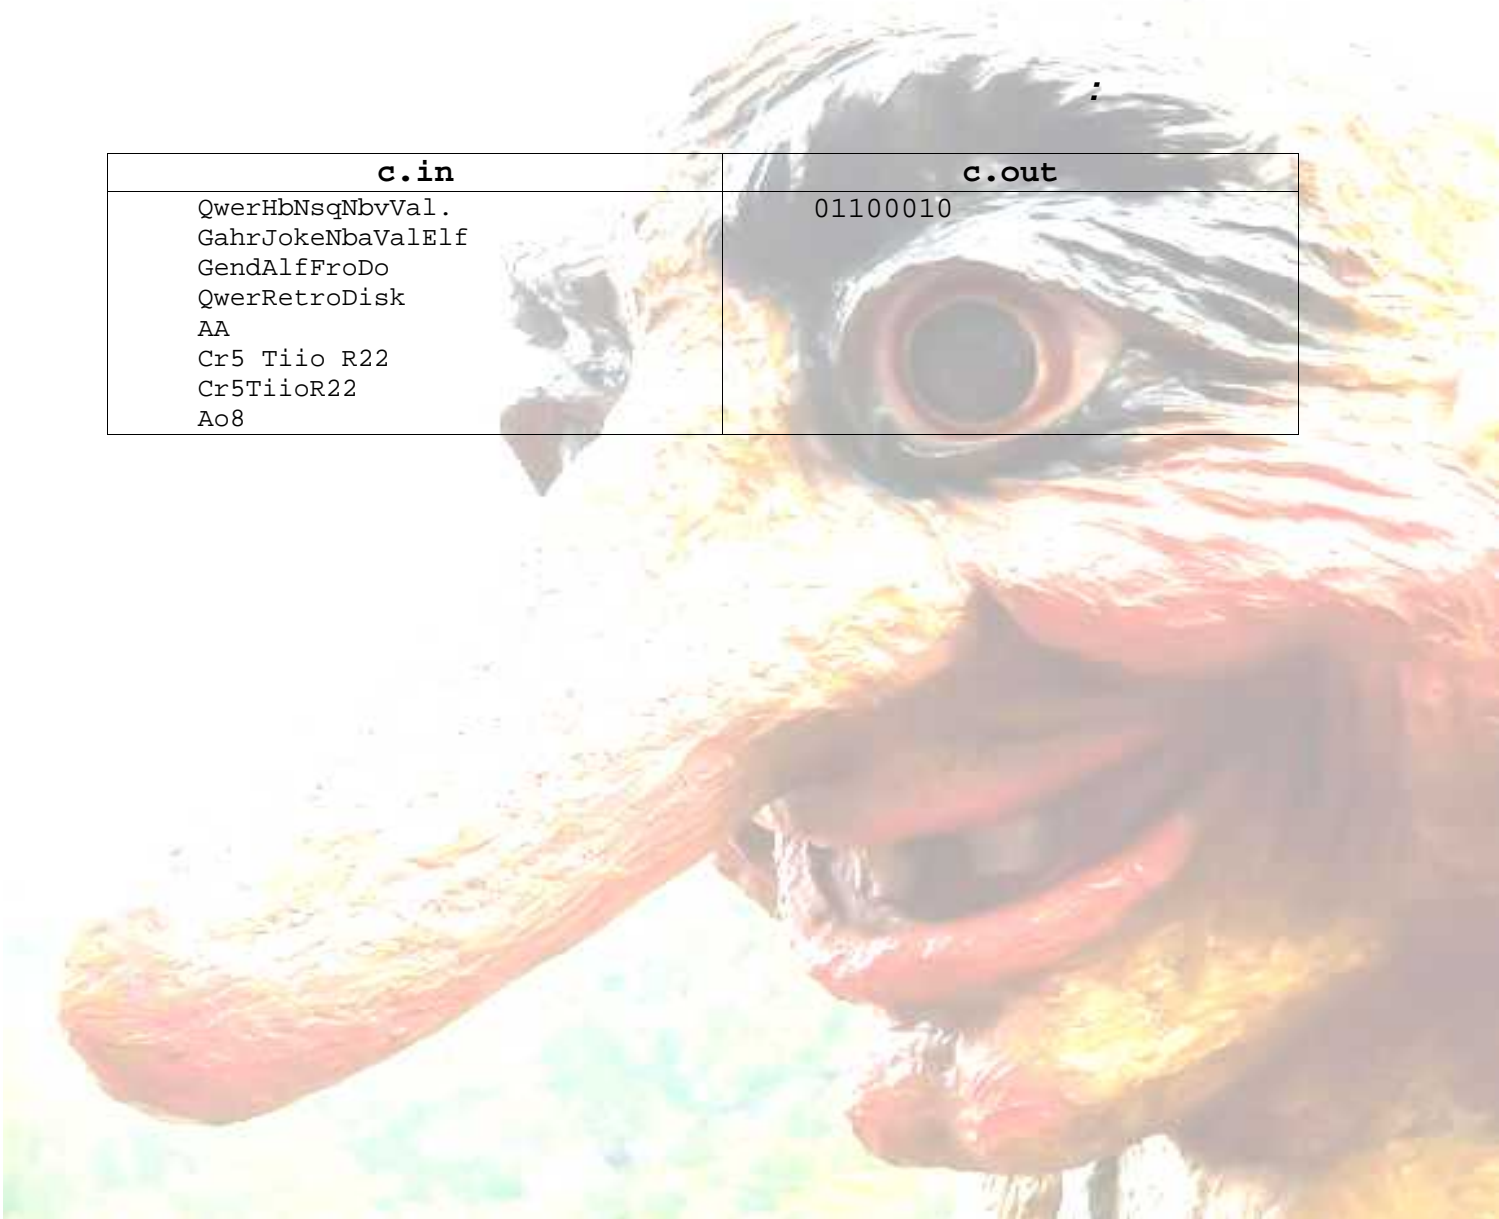 :
c.in c.out
QwerHbNsqNbvVal. 01100010
GahrJokeNbaValElf
GendAlfFroDo
QwerRetroDisk
AA
Cr5 Tiio R22
Cr5TiioR22
Ao8